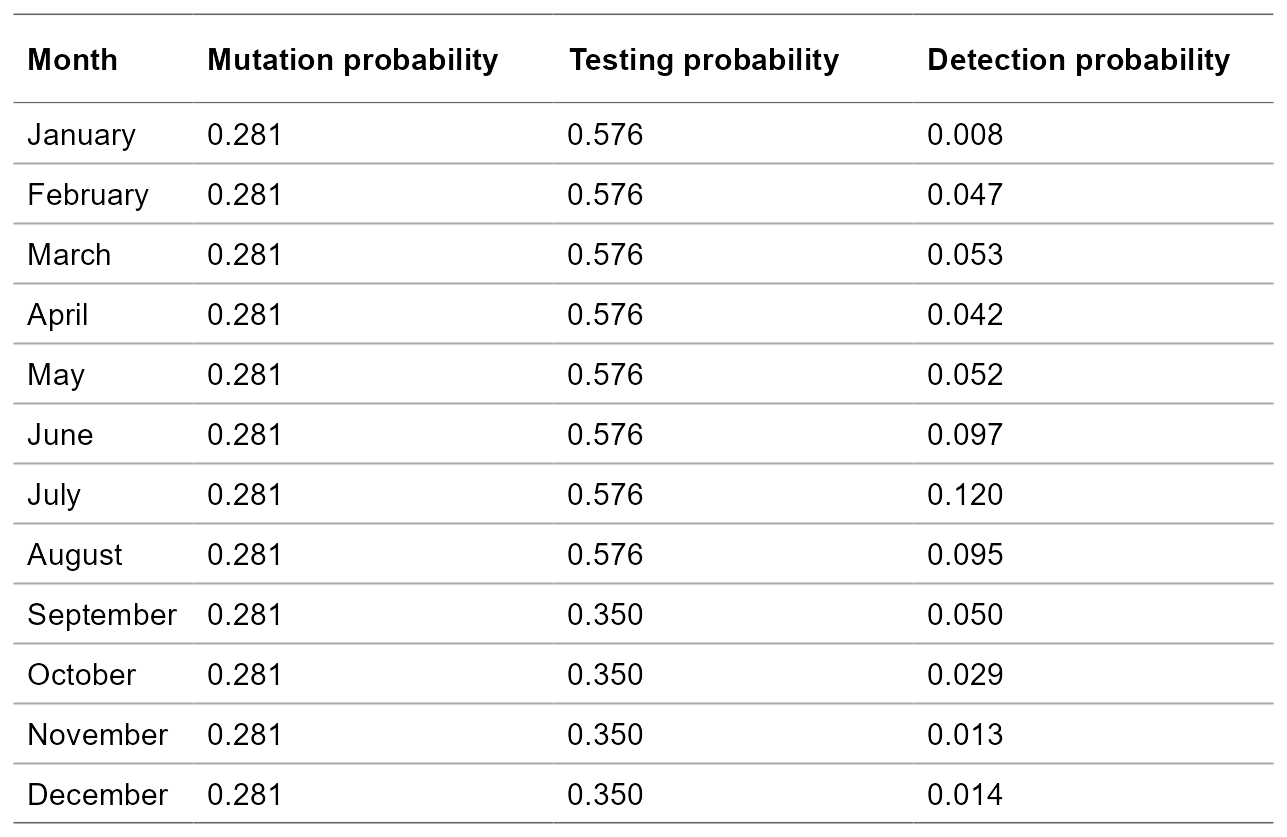 Month Mutation probability Testing probability Detection probability
January 0.281 0.576 0.008
February 0.281 0.576 0.047
March 0.281 0.576 0.053
April 0.281 0.576 0.042
May 0.281 0.576 0.052
June 0.281 0.576 0.097
July 0.281 0.576 0.120
August 0.281 0.576 0.095
September 0.281 0.350 0.050
October 0.281 0.350 0.029
November 0.281 0.350 0.013
December 0.281 0.350 0.014